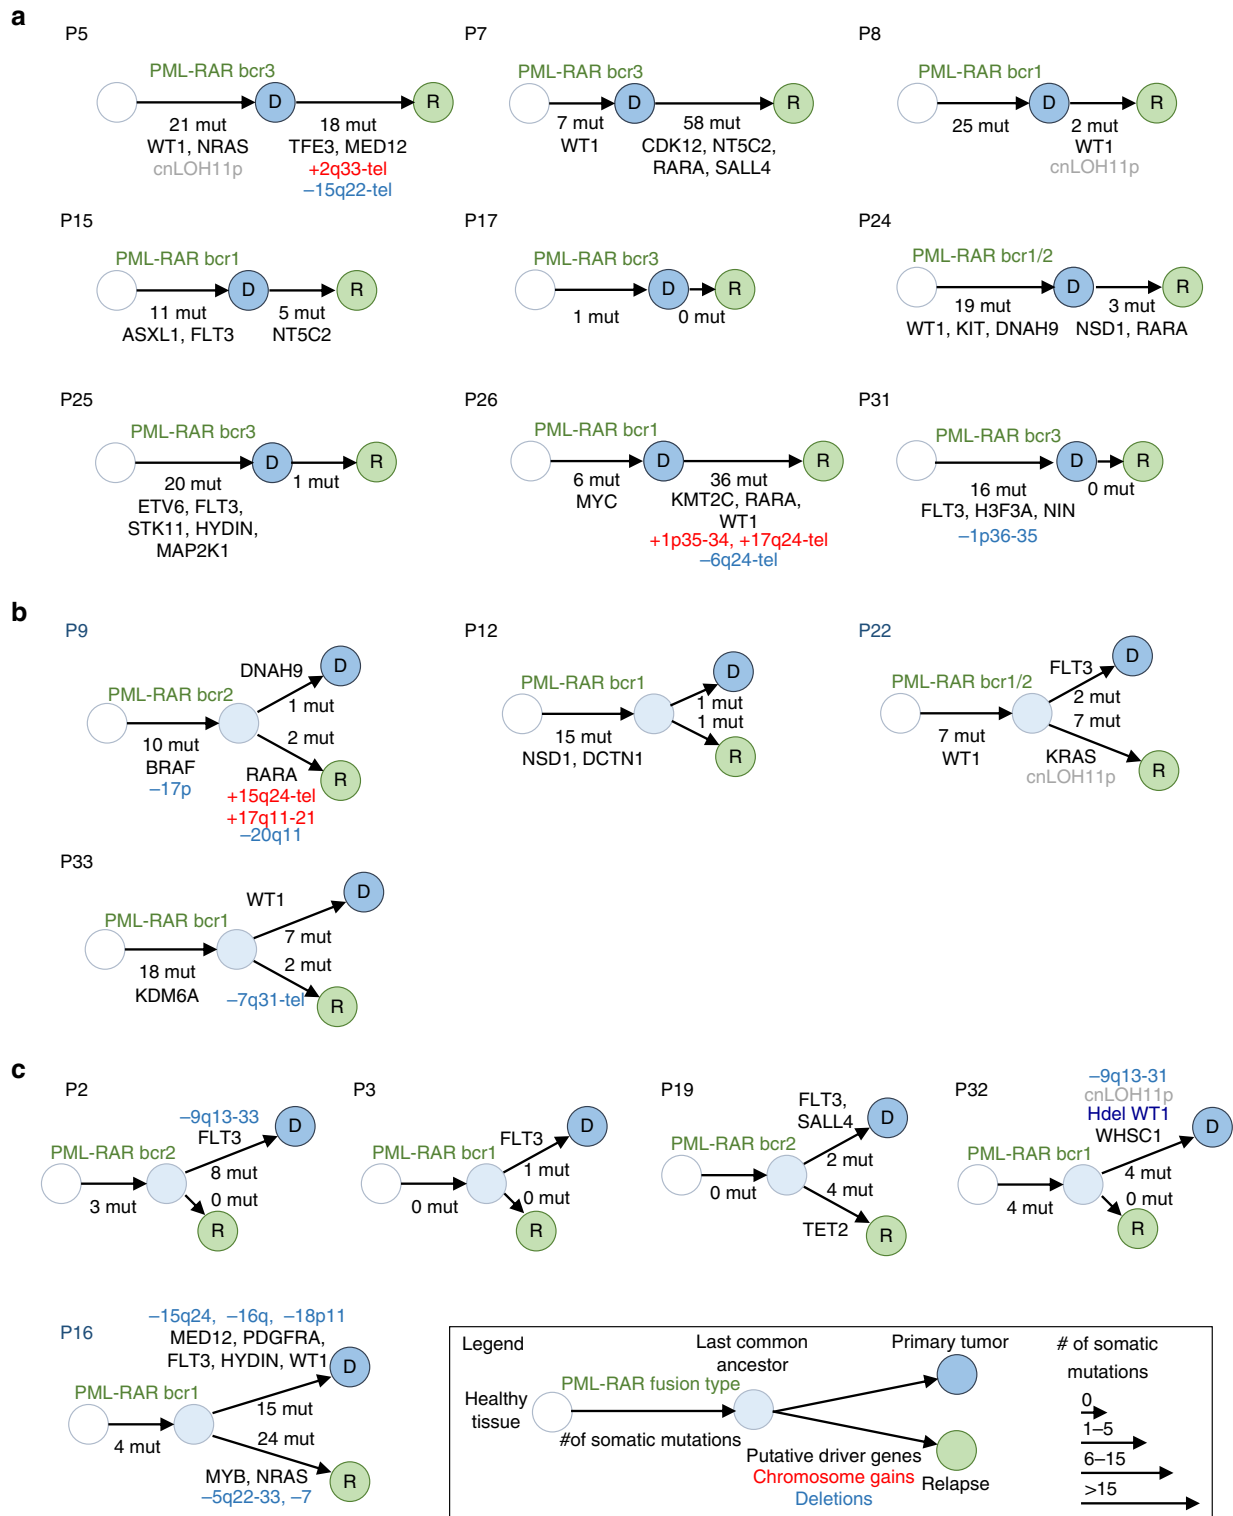 a
P5
PML-RAR bcr3
D
R
21 mut
18 mut
WT1, NRAS
TFE3, MED12
cnLOH11p
+2q33-tel
–15q22-tel
P7
PML-RAR bcr3
D
R
7 mut
58 mut
WT1
CDK12, NT5C2,
RARA, SALL4
P8
PML-RAR bcr1
D
R
25 mut
2 mut
WT1
cnLOH11p
P15
PML-RAR bcr1
D
R
11 mut
5 mut
ASXL1, FLT3
NT5C2
P17
PML-RAR bcr3
D
R
1 mut
0 mut
P24
PML-RAR bcr1/2
D
R
19 mut
3 mut
WT1, KIT, DNAH9
NSD1, RARA
P25
PML-RAR bcr3
D
R
20 mut
1 mut
ETV6, FLT3,
STK11, HYDIN,
MAP2K1
P26
PML-RAR bcr1
D
R
6 mut
36 mut
MYC
KMT2C, RARA,
WT1
+1p35-34, +17q24-tel
–6q24-tel
P31
PML-RAR bcr3
D
R
16 mut
0 mut
FLT3, H3F3A, NIN
–1p36-35
b
P9
DNAH9
D
PML-RAR bcr2
1 mut
10 mut
2 mut
BRAF
RARA
R
–17p
+15q24-tel
+17q11-21
–20q11
P12
PML-RAR bcr1
D
1 mut
1 mut
15 mut
R
NSD1, DCTN1
P22
FLT3
D
PML-RAR bcr1/2
2 mut
7 mut
7 mut
WT1
KRAS
R
cnLOH11p
P33
WT1
D
PML-RAR bcr1
7 mut
18 mut
2 mut
KDM6A
–7q31-tel
R
c
P2
–9q13-33
FLT3
D
PML-RAR bcr2
8 mut
3 mut
0 mut
R
P3
FLT3
D
PML-RAR bcr1
1 mut
0 mut
0 mut
R
P19
FLT3,
SALL4
D
PML-RAR bcr2
2 mut
0 mut
4 mut
TET2
R
P32
–9q13-31
cnLOH11p
Hdel WT1
WHSC1
D
PML-RAR bcr1
4 mut
4 mut
0 mut
R
P16
–15q24, –16q, –18p11
MED12, PDGFRA,
FLT3, HYDIN, WT1
D
PML-RAR bcr1
15 mut
4 mut
24 mut
MYB, NRAS
R
–5q22-33, –7
Legend
Last common
ancestor
Primary tumor
PML-RAR fusion type
Healthy
tissue
#of somatic mutations
Putative driver genes
Chromosome gains
Deletions
Relapse
# of somatic
mutations
0
1–5
6–15
>15